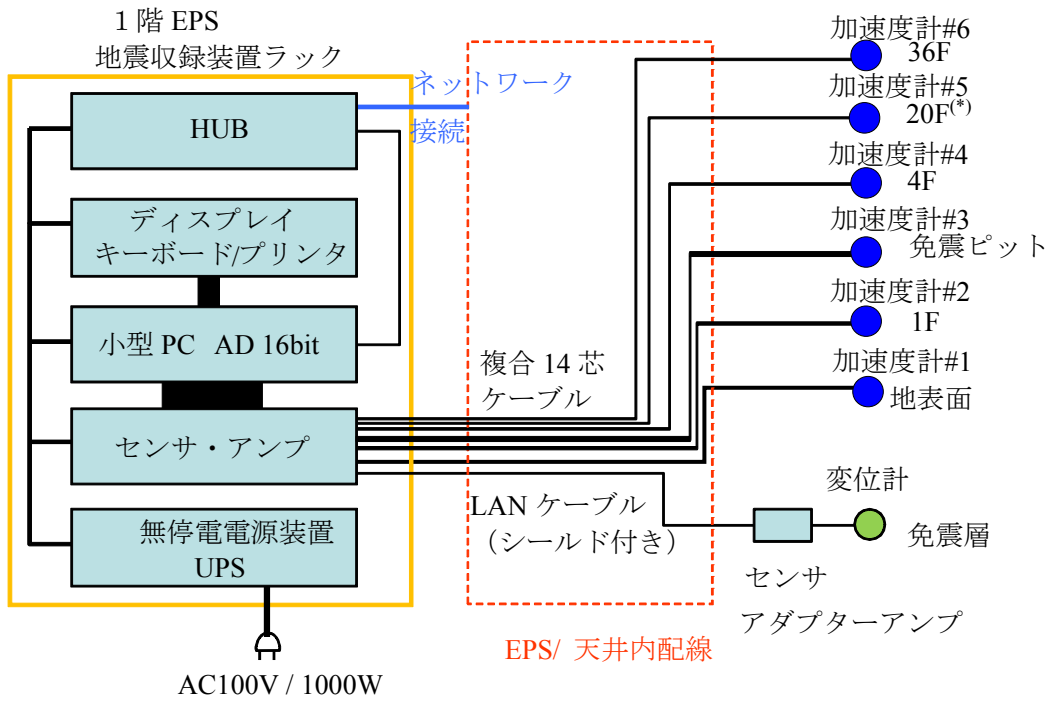 １階 EPS
地震収録装置ラック
HUB
ディスプレイ
キーボード/プリンタ
小型 PC AD 16bit
センサ・アンプ
無停電電源装置
UPS
AC100V / 1000W
ネットワーク
接続
複合 14 芯
ケーブル
LAN ケーブル
（シールド付き）
EPS/ 天井内配線
加速度計#6
36F
加速度計#5
20F(*)
加速度計#4
4F
加速度計#3
免震ピット
加速度計#2
1F
加速度計#1
地表面
変位計
免震層
センサ
アダプターアンプ